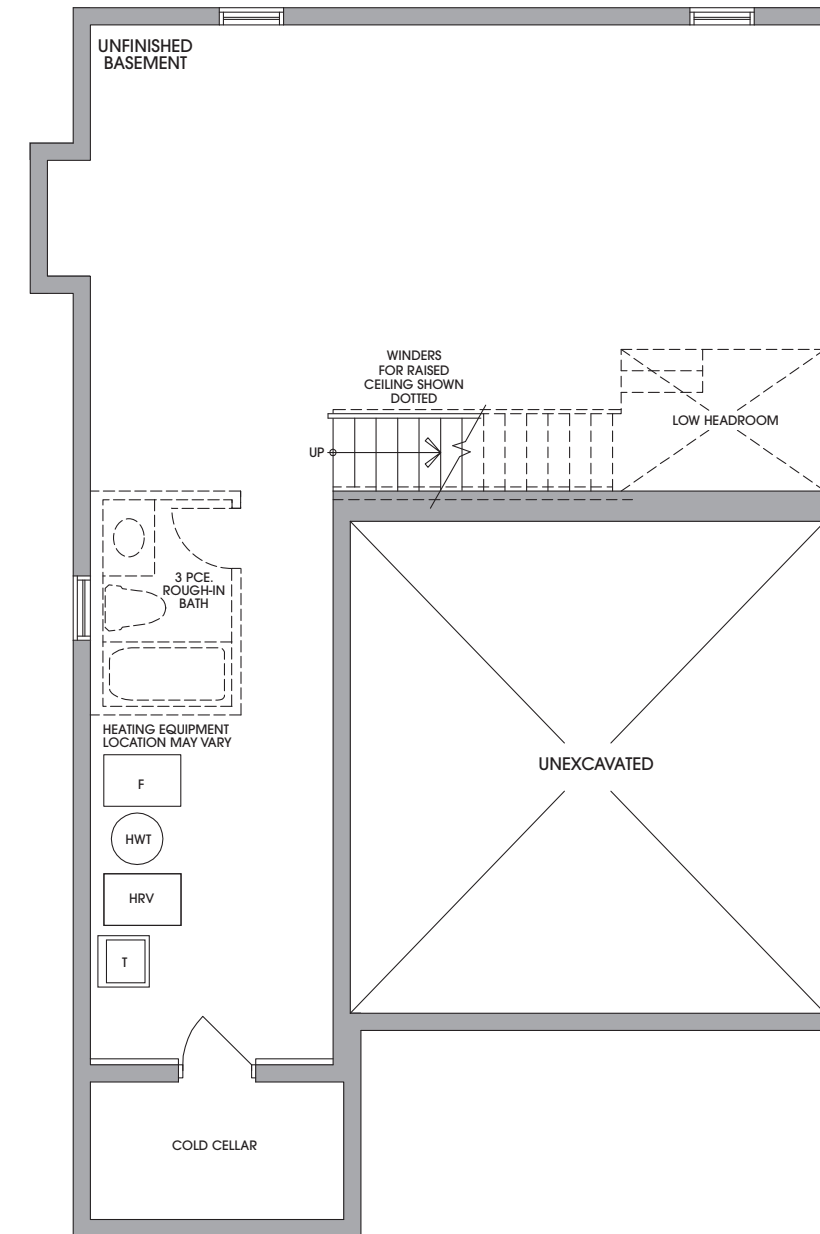 UNFINISHED
BASEMENT
WINDERS
FOR RAISED
CEILING SHOWN
DOTTED
LOW HEADROOM
UP
3 PCE.
ROUGH-IN
BATH
HEATING EQUIPMENT
LOCATION MAY VARY
F
UNEXCAVATED
HWT
HRV
T
COLD CELLAR